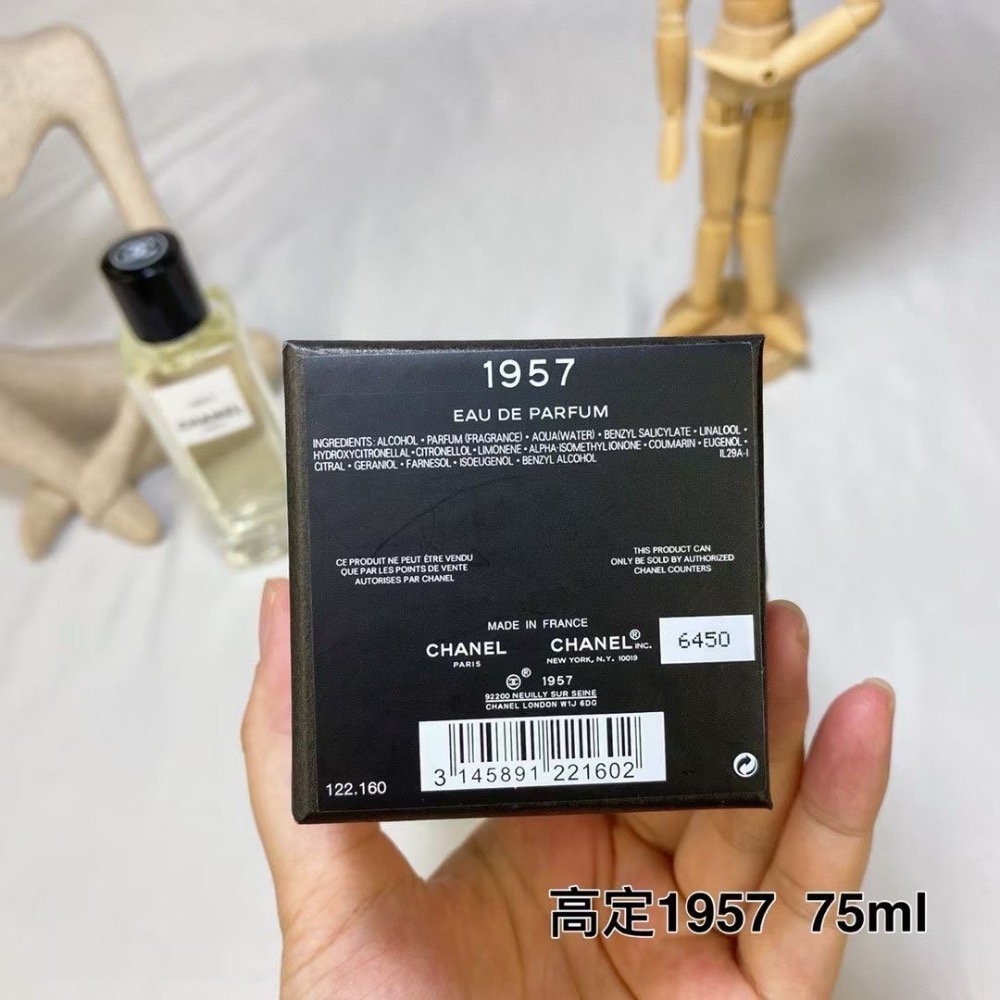 1957
EAU DE PARFUM
INGREDIENTS: ALCOHOL • PARFUM (FRAGRANCE) • AQUA(WATER) • BENZYL SALICYLATE • LINALOOL •
HYDROXYCITRONELLAL • CITRONELLOL • LIMONENE • ALPHA-ISOMETHYL IONONE • COUMARIN • EUGENOL •
CITRAL • GERANIOL • FARNESOL • ISOEUGENOL • BENZYL ALCOHOL
IL29A-I
CE PRODUIT NE PEUT ÊTRE VENDU
QUE PAR LES POINTS DE VENTE
AUTORISES PAR CHANEL
THIS PRODUCT CAN
ONLY BE SOLD BY AUTHORIZED
CHANEL COUNTERS
MADE IN FRANCE
CHANEL
PARIS
CHANEL® INC.
NEW YORK, N.Y. 10019
6450
® 1957
92200 NEUILLY SUR SEINE
CHANEL LONDON W1J 6DG
3 145891 221602
122.160
CHANEL
高定1957 75ml